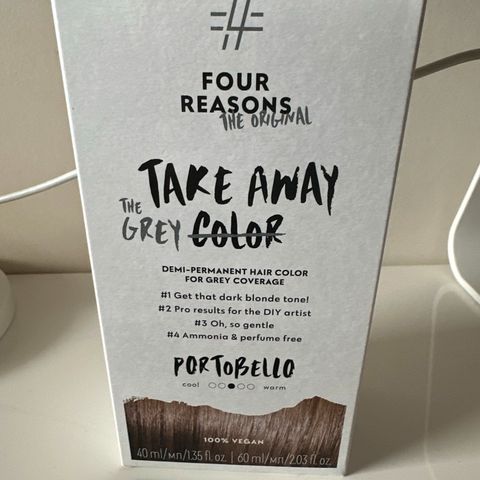 FOUR
REASONS
THE ORIGINAL
TAKE AWAY
THE GREY COLOR
DEMI-PERMANENT HAIR COLOR
FOR GREY COVERAGE
#1 Get that dark blonde tone!
#2 Pro results for the DIY artist
#3 Oh, so gentle
#4 Ammonia & perfume free
PORTOBELLO
cool warm
100% VEGAN
40 ml/мл/1.35 fl. oz. | 60 ml/мл/2.03 fl. oz.